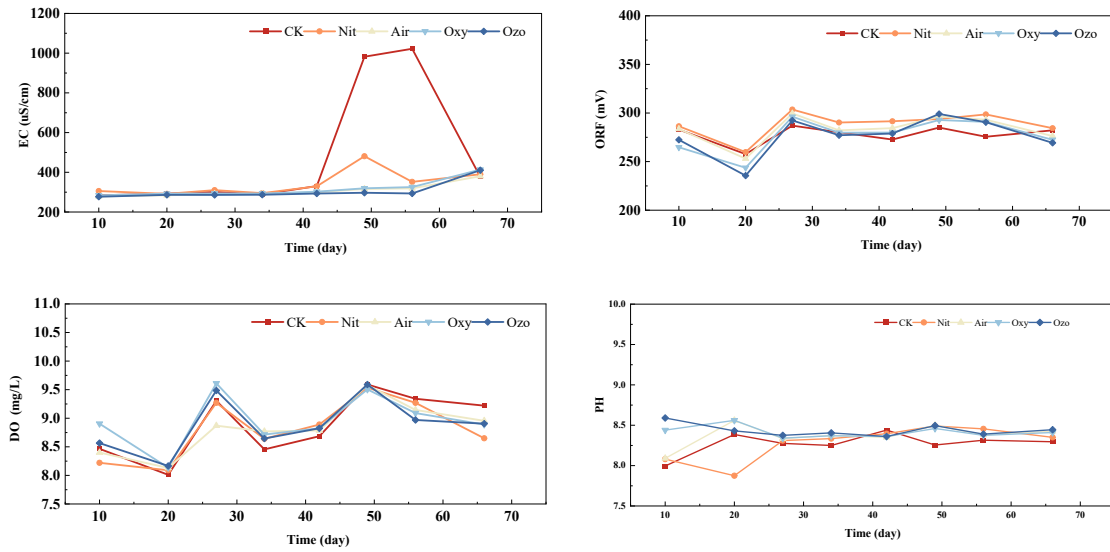 1200
1000
800
600
400
200
EC (uS/cm)
CK Nit Air Oxy Ozo
10 20 30 40 50 60 70
Time (day)
400
350
300
250
200
ORF (mV)
CK Nit Air Oxy Ozo
10 20 30 40 50 60 70
Time (day)
11.0
10.5
10.0
9.5
9.0
8.5
8.0
7.5
DO (mg/L)
CK Nit Air Oxy Ozo
10 20 30 40 50 60 70
Time (day)
10.0
9.5
9.0
8.5
8.0
7.5
PH
CK Nit Air Oxy Ozo
10 20 30 40 50 60 70
Time (day)